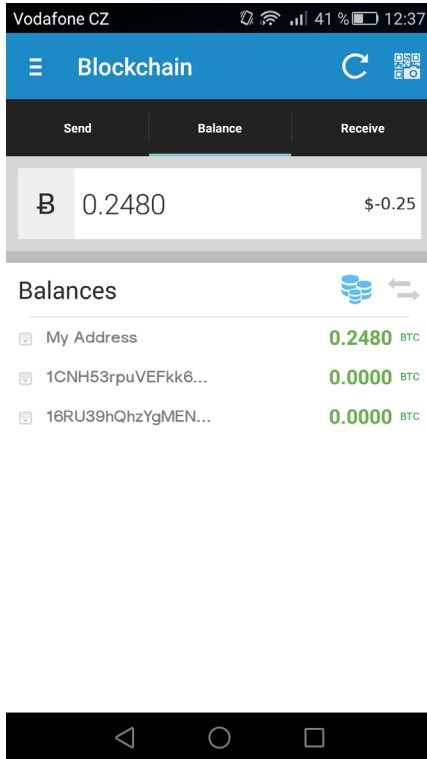 Vodafone CZ 41 % 12:37
Blockchain
Send Balance Receive
Ƀ 0.2480 $-0.25
Balances
My Address 0.2480 BTC
1CNH53rpuVEFkk6... 0.0000 BTC
16RU39hQhzYgMEN... 0.0000 BTC